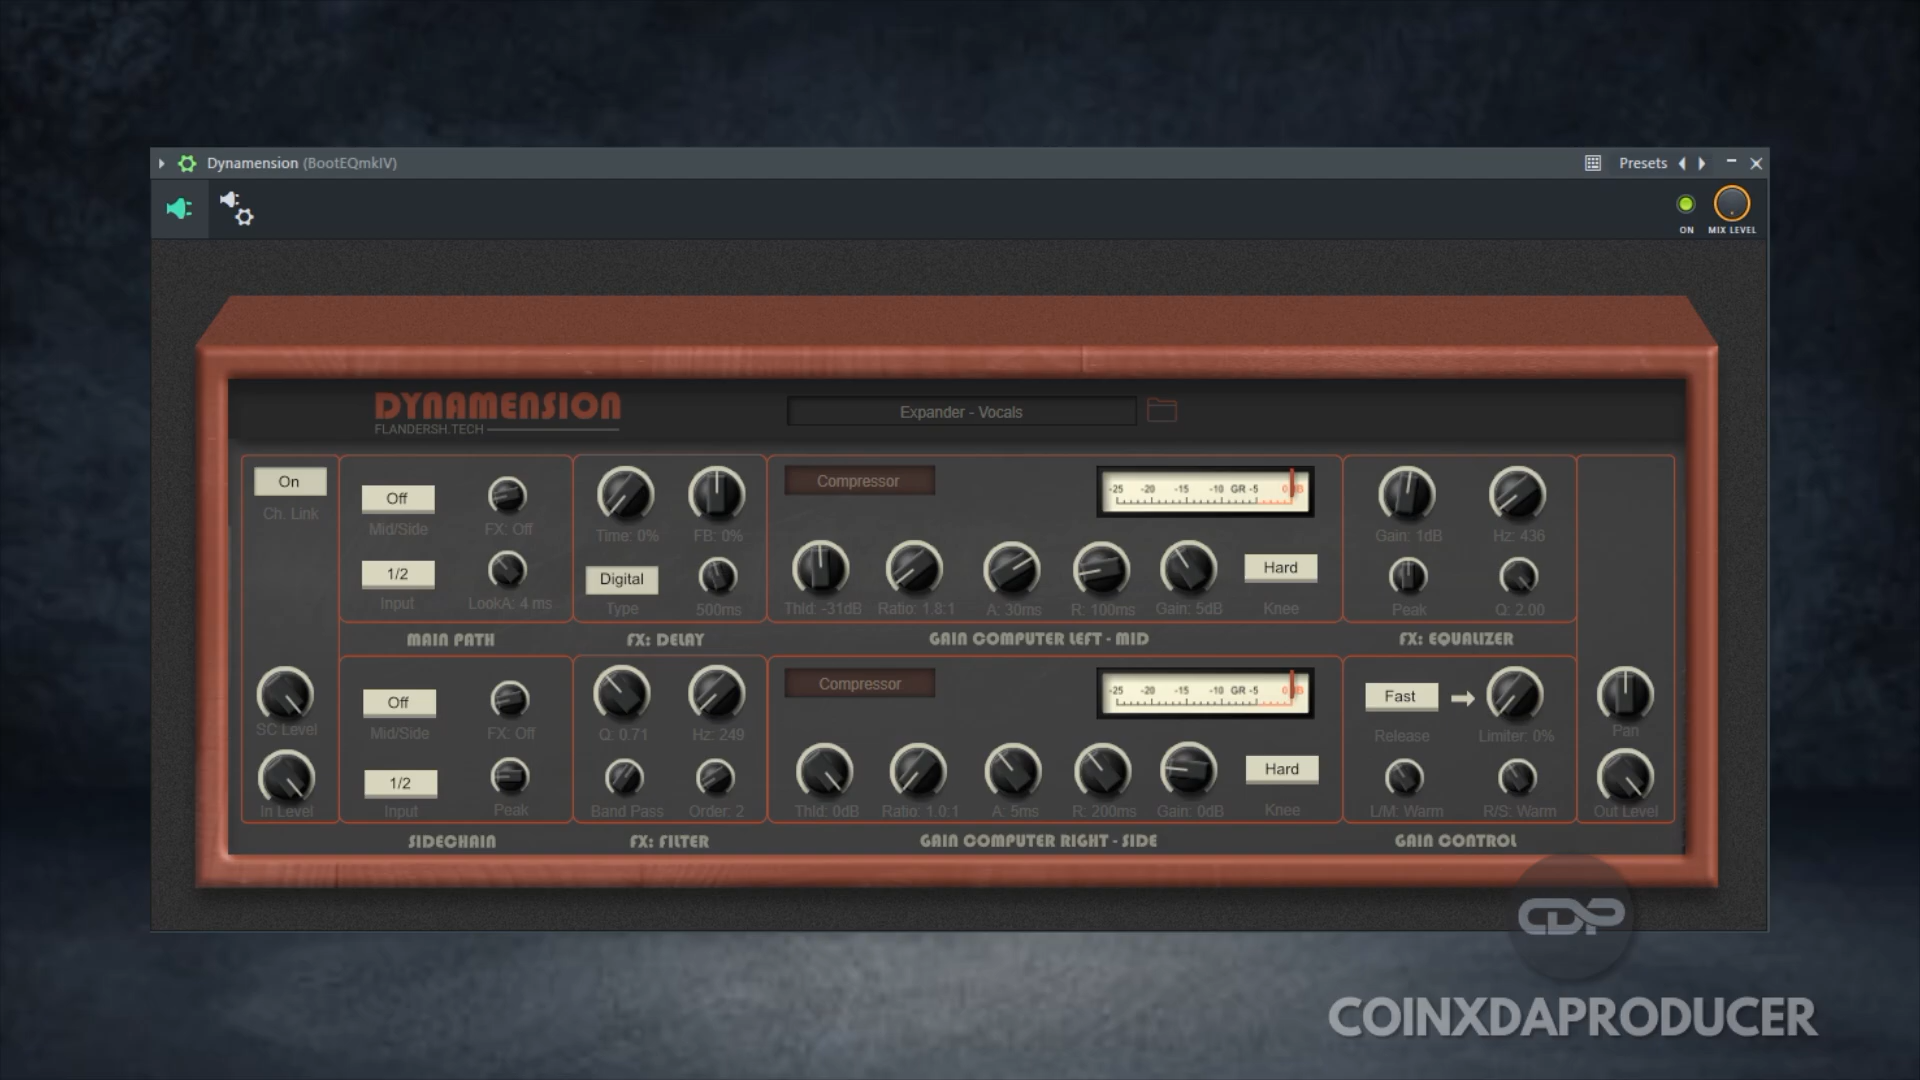 Dynamension (BootEQmkIV)
Presets
ON
MIX LEVEL
DYNAMENSION
FLANDERSH.TECH
Expander - Vocals
On
Ch. Link
Off
Mid/Side
FX: Off
1/2
Input
LookA: 4 ms
MAIN PATH
Time: 0%
FB: 0%
Digital
Type
500ms
FX: DELAY
Compressor
-25 -20 -15 -10 GR -5
Thld: -31dB
Ratio: 1.8:1
A: 30ms
R: 100ms
Gain: 5dB
Hard
Knee
GAIN COMPUTER LEFT - MID
Gain: 1dB
Hz: 436
Peak
Q: 2.00
FX: EQUALIZER
SC Level
In Level
Off
Mid/Side
FX: Off
1/2
Input
Peak
SIDECHAIN
Q: 0.71
Hz: 249
Band Pass
Order: 2
FX: FILTER
Compressor
-25 -20 -15 -10 GR -5
Thld: 0dB
Ratio: 1.0:1
A: 5ms
R: 200ms
Gain: 0dB
Hard
Knee
GAIN COMPUTER RIGHT - SIDE
Fast
Release
Limiter: 0%
L/M: Warm
R/S: Warm
GAIN CONTROL
Pan
Out Level
CDP
COINXDAPRODUCER